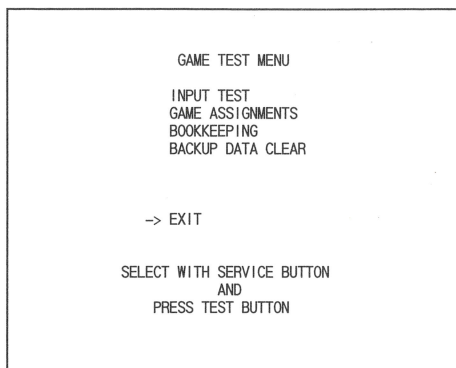 GAME TEST MENU
INPUT TEST
GAME ASSIGNMENTS
BOOKKEEPING
BACKUP DATA CLEAR
-> EXIT
SELECT WITH SERVICE BUTTON
AND
PRESS TEST BUTTON